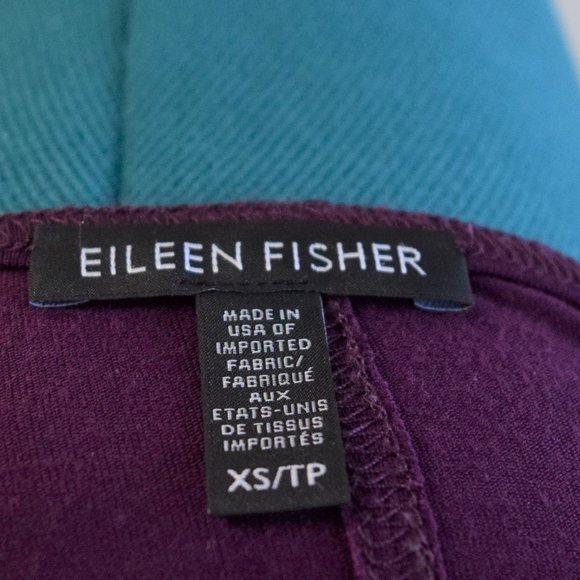 EILEEN FISHER
MADE IN
USA OF
IMPORTED
FABRIC/
FABRIQUÉ
AUX
ETATS-UNIS
DE TISSUS
IMPORTÉS
XS/TP